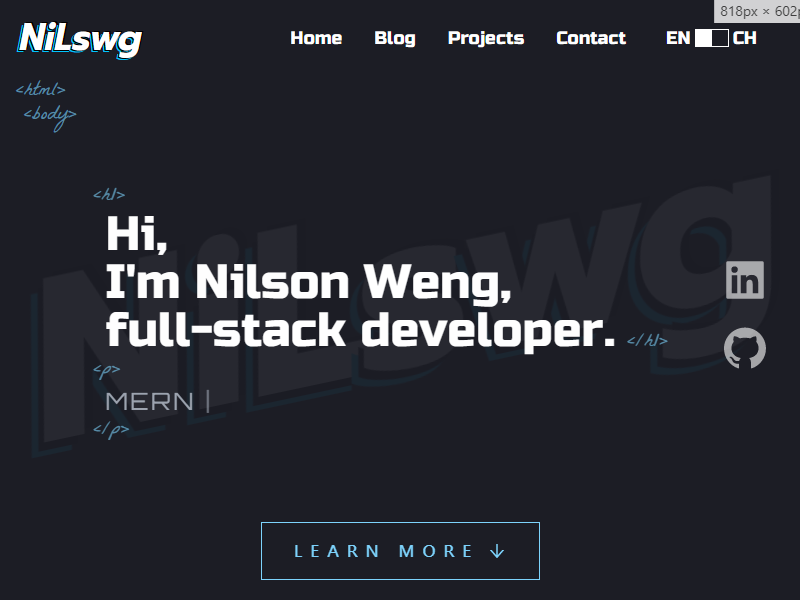 818px × 602p
NiLswg
Home Blog Projects Contact EN CH
<html>
<body>
<h1>
Hi,
I'm Nilson Weng,
full-stack developer. </h1>
<p>
MERN |
</p>
NiLswg
LEARN MORE ↓